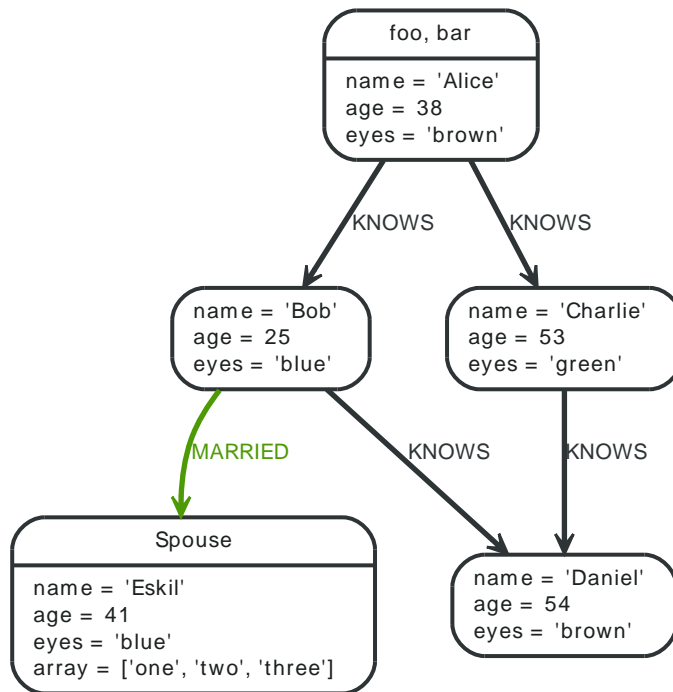 foo, bar
name = 'Alice'
age = 38
eyes = 'brown'
KNOWS
KNOWS
name = 'Bob'
age = 25
eyes = 'blue'
name = 'Charlie'
age = 53
eyes = 'green'
MARRIED
KNOWS
KNOWS
Spouse
name = 'Eskil'
age = 41
eyes = 'blue'
array = ['one', 'two', 'three']
name = 'Daniel'
age = 54
eyes = 'brown'